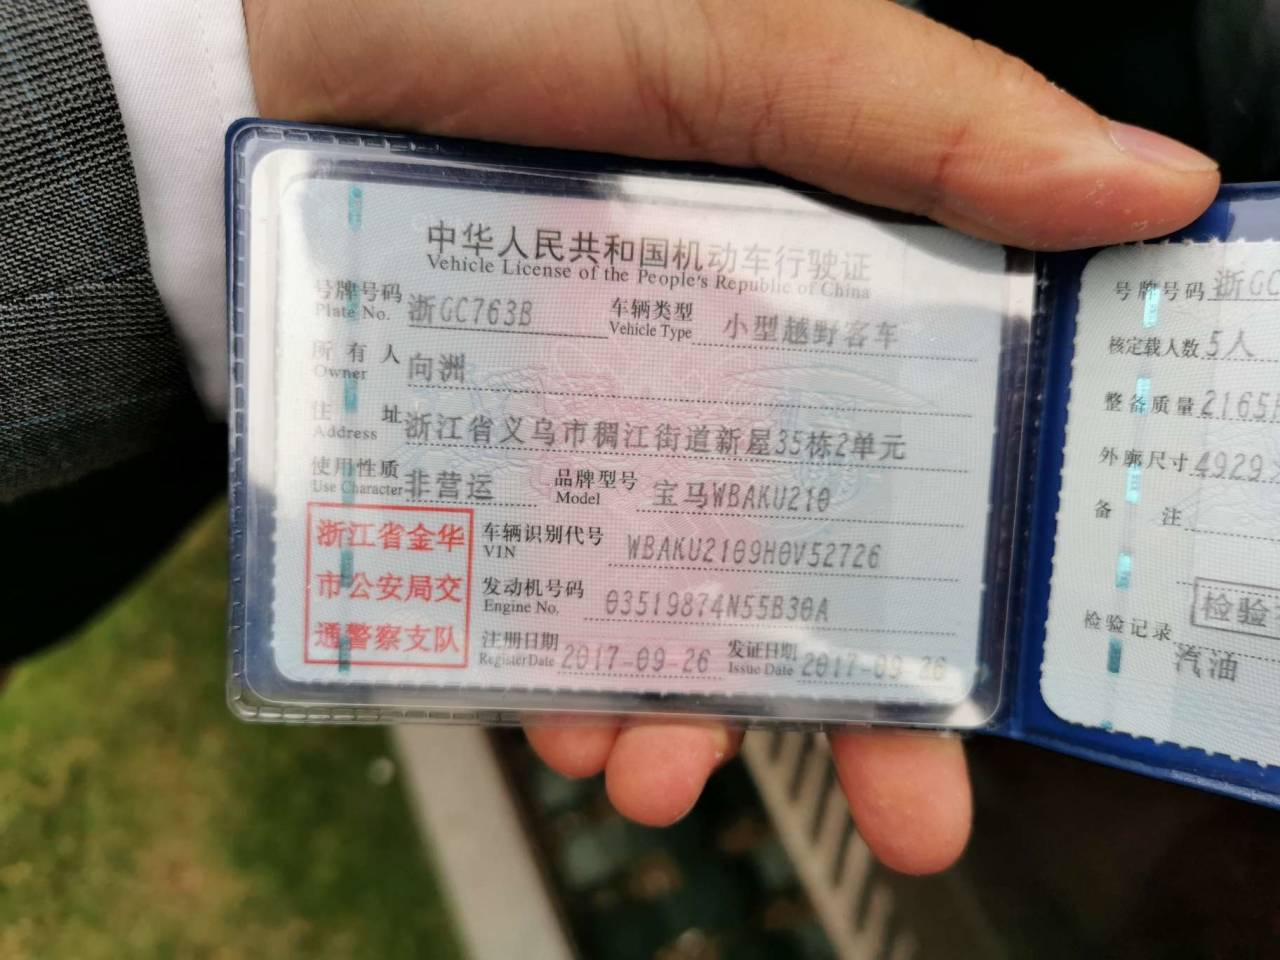 中华人民共和国机动车行驶证
Vehicle License of the People's Republic of China
号牌号码 浙GC763B 车辆类型 小型越野客车
Plate No. Vehicle Type
所有人 向洲
Owner
住址 浙江省义乌市稠江街道新屋35栋2单元
Address
使用性质 非营运 品牌型号 宝马WBAKU210
Use Character Model
浙江省金华
市公安局交
通警察支队
车辆识别代号 WBAKU2109H0V52726
VIN
发动机号码 03519874N55B30A
Engine No.
注册日期 2017-09-26 发证日期 2017-09-26
Register Date Issue Date
号牌号码 浙GC
核定载人数 5人
整备质量 2165
外廓尺寸 4929
备注
检验
检验记录
汽油